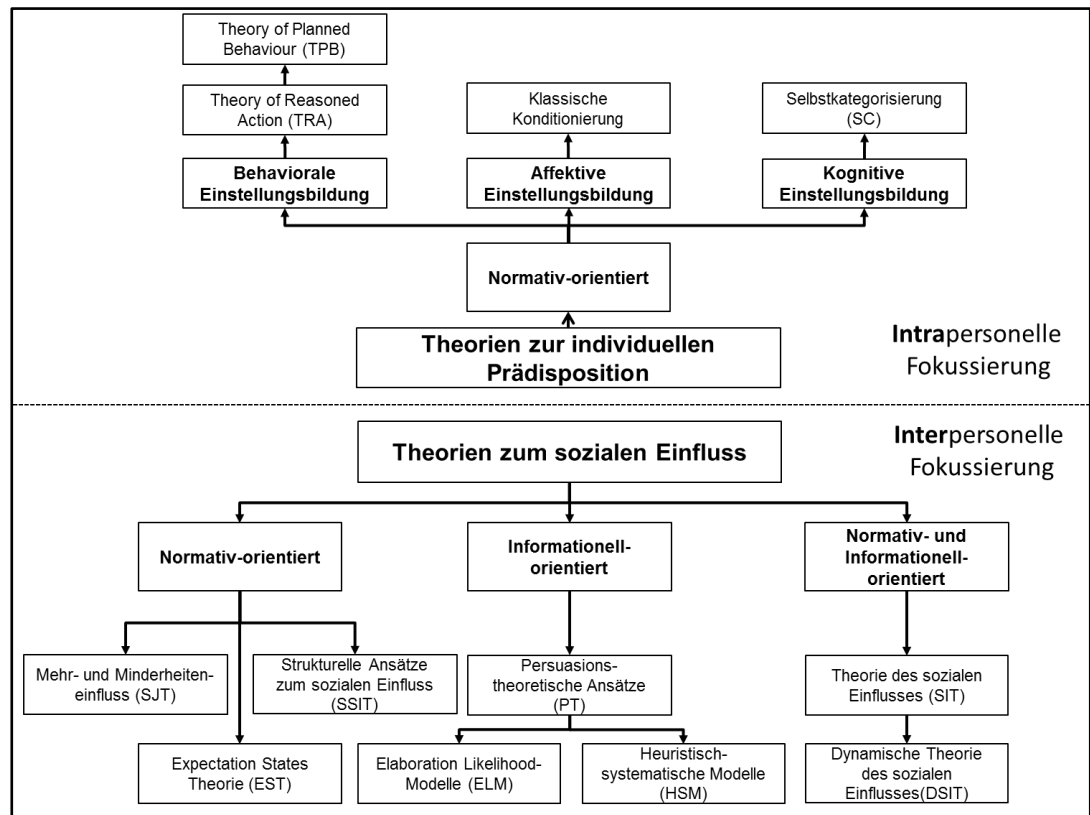 Theory of Planned
Behaviour (TPB)
Theory of Reasoned
Action (TRA)
Klassische
Konditionierung
Selbstkategorisierung
(SC)
Behaviorale
Einstellungsbildung
Affektive
Einstellungsbildung
Kognitive
Einstellungsbildung
Normativ-orientiert
Theorien zur individuellen
Prädisposition
Intrapersonelle
Fokussierung
Theorien zum sozialen Einfluss
Interpersonelle
Fokussierung
Normativ-orientiert
Informationell-
orientiert
Normativ- und
Informationell-
orientiert
Mehr- und Minderheiten-
einfluss (SJT)
Strukturelle Ansätze
zum sozialen Einfluss
(SSIT)
Persuasions-
theoretische Ansätze
(PT)
Theorie des sozialen
Einflusses (SIT)
Expectation States
Theorie (EST)
Elaboration Likelihood-
Modelle (ELM)
Heuristisch-
systematische Modelle
(HSM)
Dynamische Theorie
des sozialen
Einflusses(DSIT)